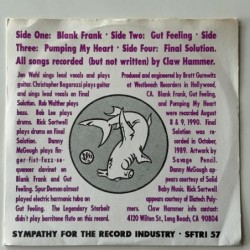 Side One: Blank Frank · Side Two: Gut Feeling · Side
Three: Pumping My Heart · Side Four: Final Solution.
All songs recorded (but not written) by Claw Hammer.
Jon Wahl sings lead vocals and plays
guitar. Christopher Bagarozzi plays guitar
and sings lead vocals on Final
Solution. Rob Walther plays
bass. Bob Lee plays
drums. Rick Sortwell
plays drums on Final
Solution. Danny
McGough plays fin-
ger-fist-fuzz-se-
quencer clarinet on
Blank Frank and Gut
Feeling. Spur Demon almost
played electric harmonic tuba on
Gut Feeling. The Legendary Starbolt
didn't play baritone flute on this record.
Produced and engineered by Brett Gurewitz
at Westbeach Recorders in Hollywood,
CA. Blank Frank, Gut Feeling,
and Pumping My Heart
were recorded August
8 & 9, 1990. Final
Solution was re-
corded in October,
1989. Artwork by
Savage Pencil.
Danny McGough ap-
pears courtesy of Solid
Baby Music. Rick Sortwell
appears courtesy of Diatech Poly-
mers. Claw Hammer info contact:
4120 Wilton St., Long Beach, CA 90804
SYMPATHY FOR THE RECORD INDUSTRY · SFTRI 57